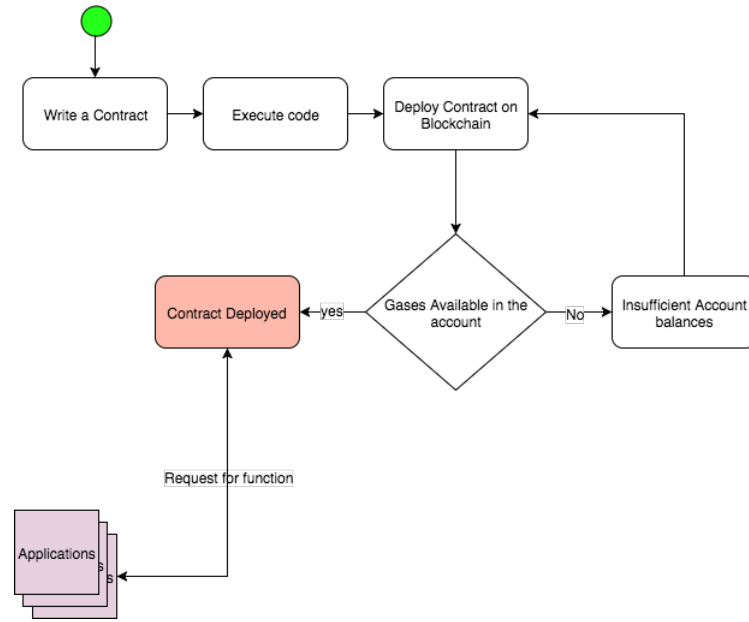 Write a Contract
Execute code
Deploy Contract on
Blockchain
Contract Deployed
yes
Gases Available in the
account
No
Insufficient Account
balances
Request for function
Applications
s
s